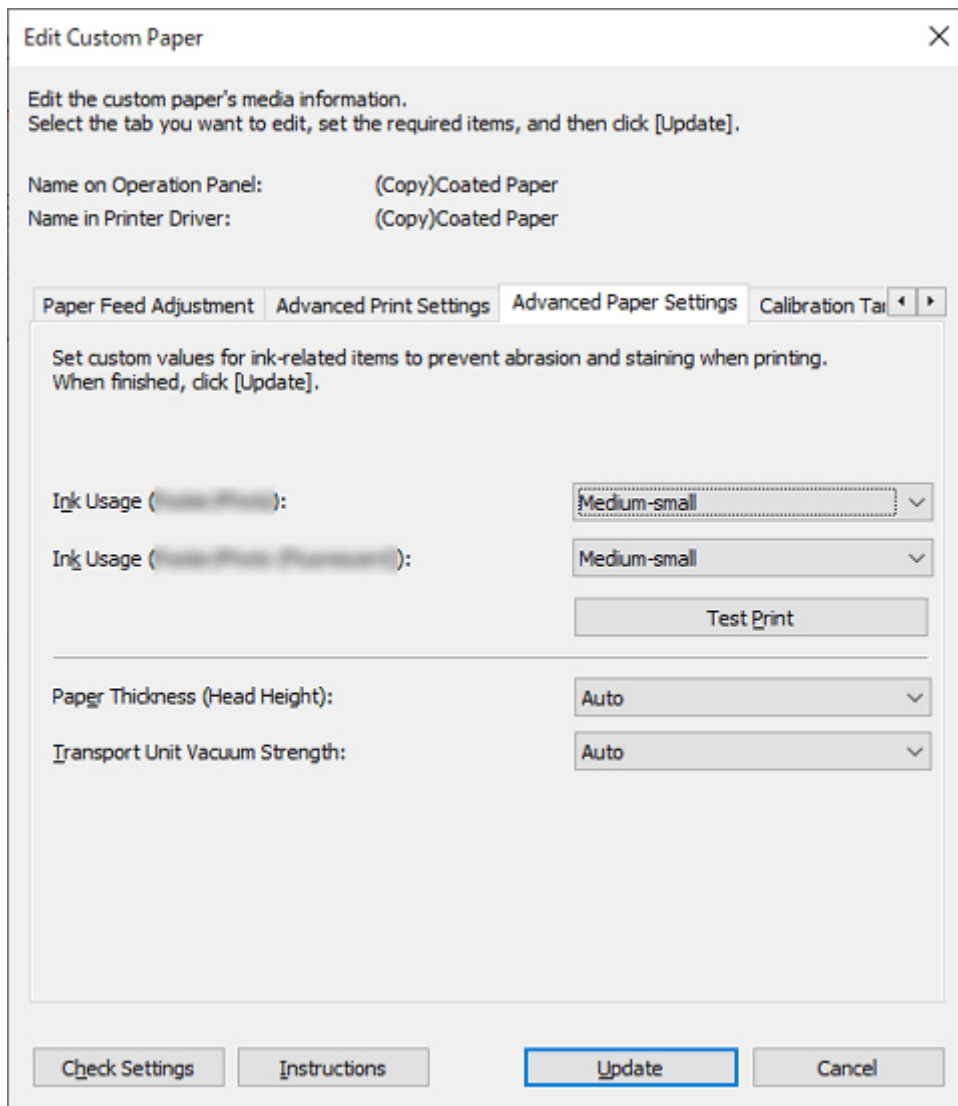 Edit Custom Paper
Edit the custom paper's media information.
Select the tab you want to edit, set the required items, and then click [Update].
Name on Operation Panel: (Copy)Coated Paper
Name in Printer Driver: (Copy)Coated Paper
Paper Feed Adjustment Advanced Print Settings Advanced Paper Settings Calibration Tar
Set custom values for ink-related items to prevent abrasion and staining when printing.
When finished, click [Update].
Ink Usage ( ): Medium-small
Ink Usage ( ): Medium-small
Test Print
Paper Thickness (Head Height): Auto
Transport Unit Vacuum Strength: Auto
Check Settings Instructions Update Cancel